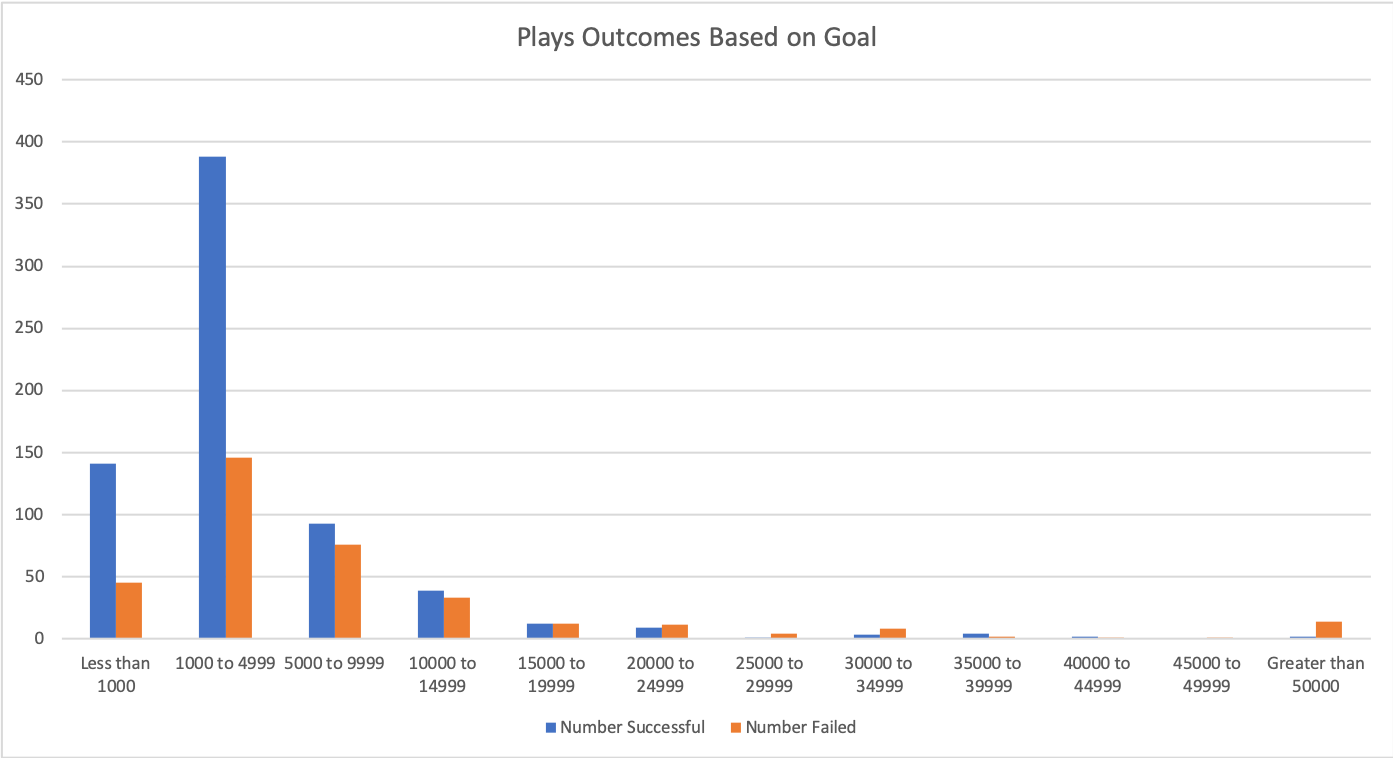 Plays Outcomes Based on Goal
450
400
350
300
250
200
150
100
50
0
Less than 1000
1000 to 4999
5000 to 9999
10000 to 14999
15000 to 19999
20000 to 24999
25000 to 29999
30000 to 34999
35000 to 39999
40000 to 44999
45000 to 49999
Greater than 50000
Number Successful
Number Failed